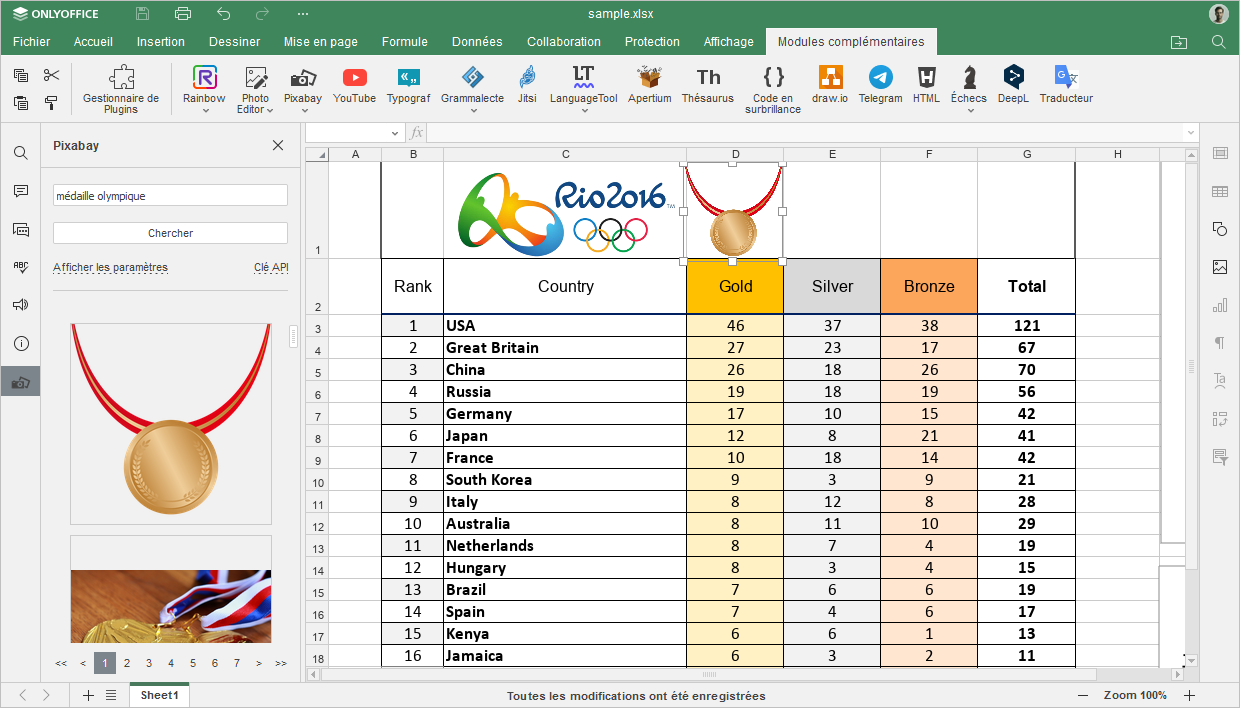 ONLYOFFICE
sample.xlsx
Fichier Accueil Insertion Dessiner Mise en page Formule Données Collaboration Protection Affichage Modules complémentaires
Gestionnaire de Plugins
Rainbow
Photo Editor
Pixabay
YouTube
Typograf
Grammalecte
Jitsi
LanguageTool
Apertium
Thésaurus
Code en surbrillance
draw.io
Telegram
HTML
Échecs
DeepL
Traducteur
Pixabay
médaille olympique
Chercher
Afficher les paramètres Clé API
<< < 1 2 3 4 5 6 7 > >>
fx
A B C D E F G H
1 Rio2016™
2 Rank Country Gold Silver Bronze Total
3 1 USA 46 37 38 121
4 2 Great Britain 27 23 17 67
5 3 China 26 18 26 70
6 4 Russia 19 18 19 56
7 5 Germany 17 10 15 42
8 6 Japan 12 8 21 41
9 7 France 10 18 14 42
10 8 South Korea 9 3 9 21
11 9 Italy 8 12 8 28
12 10 Australia 8 11 10 29
13 11 Netherlands 8 7 4 19
14 12 Hungary 8 3 4 15
15 13 Brazil 7 6 6 19
16 14 Spain 7 4 6 17
17 15 Kenya 6 6 1 13
18 16 Jamaica 6 3 2 11
Sheet1
Toutes les modifications ont été enregistrées
Zoom 100%